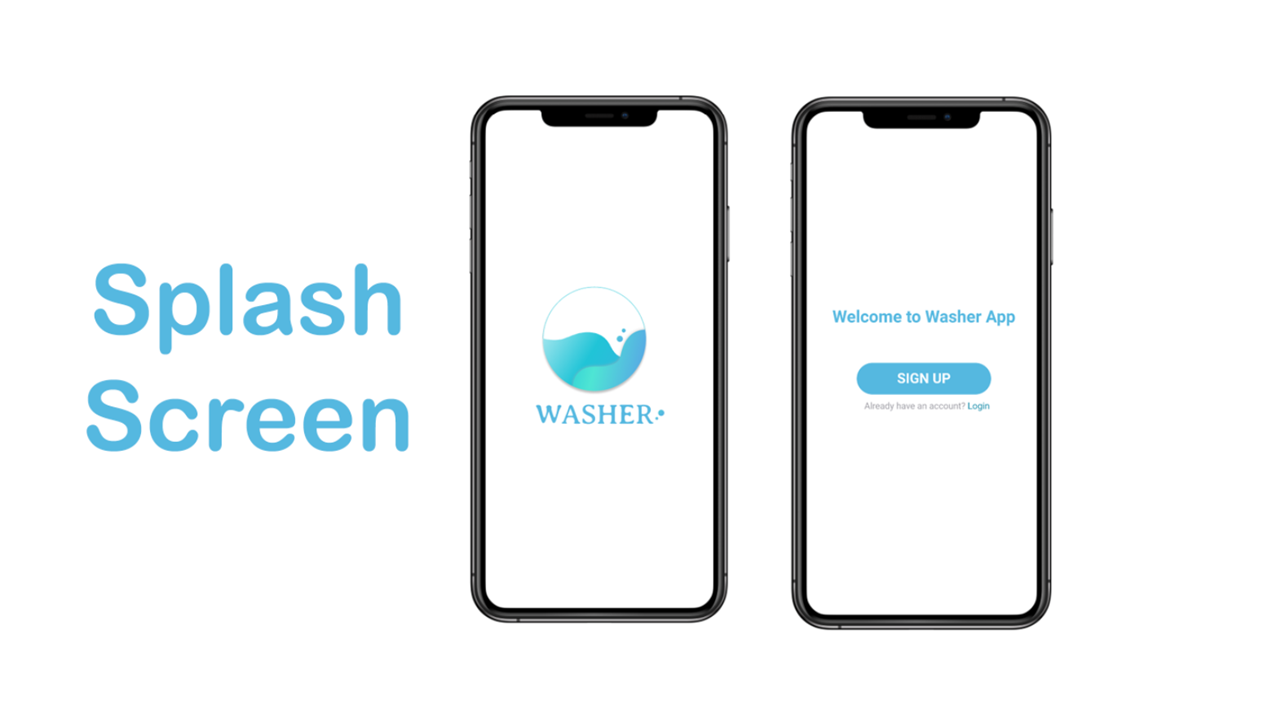 Splash
Screen
WASHER
Welcome to Washer App
SIGN UP
Already have an account? Login